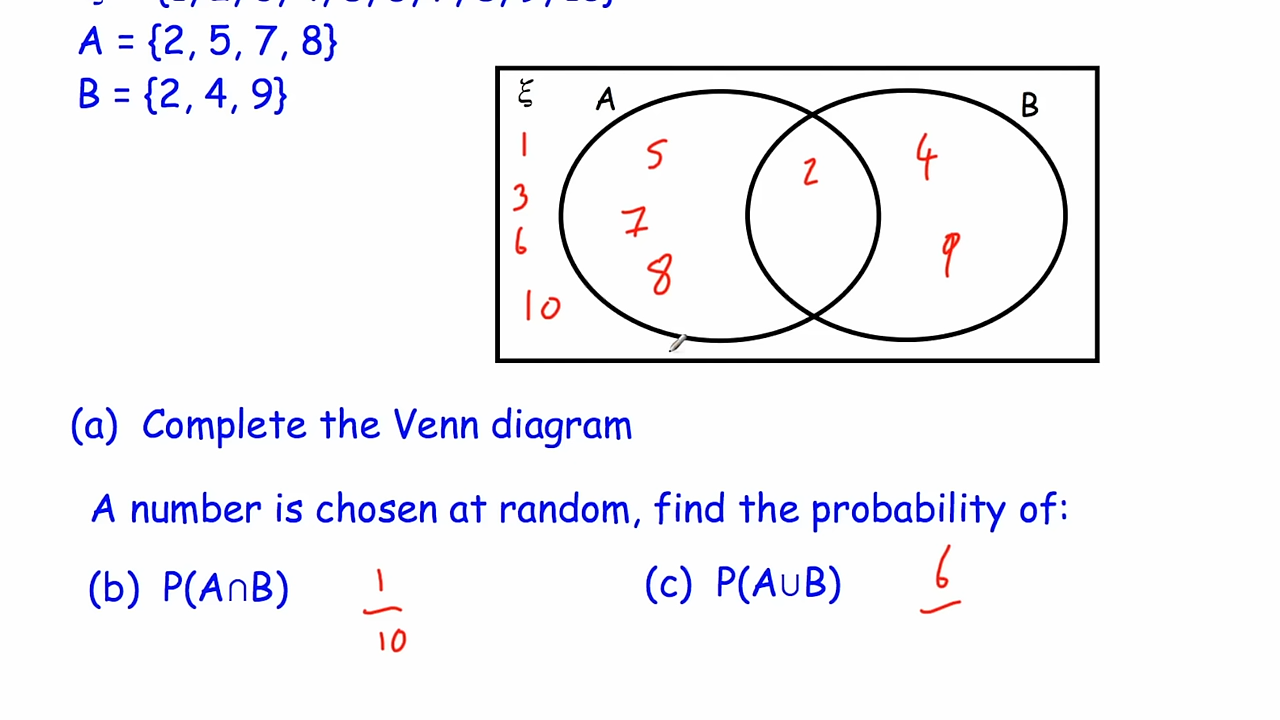 A = {2, 5, 7, 8}
B = {2, 4, 9}
ξ A B
1 5 2 4
3
7
6 9
8
10
(a) Complete the Venn diagram
A number is chosen at random, find the probability of:
(b) P(A∩B) 1/10 (c) P(A∪B) 6